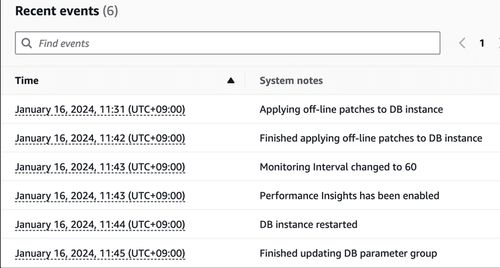 Recent events (6)
Find events
1
Time System notes
January 16, 2024, 11:31 (UTC+09:00) Applying off-line patches to DB instance
January 16, 2024, 11:42 (UTC+09:00) Finished applying off-line patches to DB instance
January 16, 2024, 11:43 (UTC+09:00) Monitoring Interval changed to 60
January 16, 2024, 11:43 (UTC+09:00) Performance Insights has been enabled
January 16, 2024, 11:44 (UTC+09:00) DB instance restarted
January 16, 2024, 11:45 (UTC+09:00) Finished updating DB parameter group